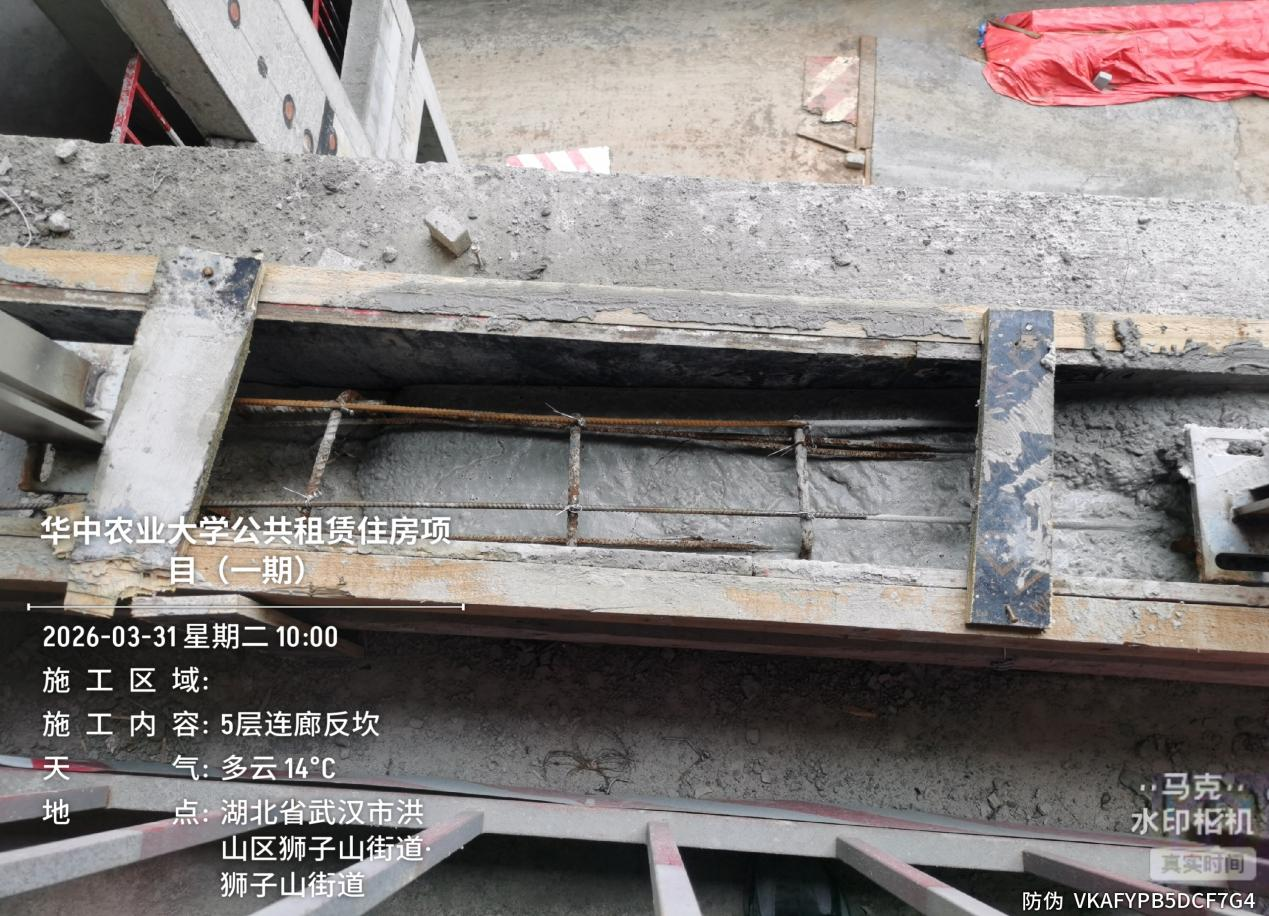 华中农业大学公共租赁住房项
目（一期）
2026-03-31 星期二 10:00
施工区域:
施工内容: 5层连廊反坎
天气: 多云 14°C
地点: 湖北省武汉市洪
山区狮子山街道·
狮子山街道
马克
水印相机
真实时间
防伪 VKAFYPB5DCF7G4